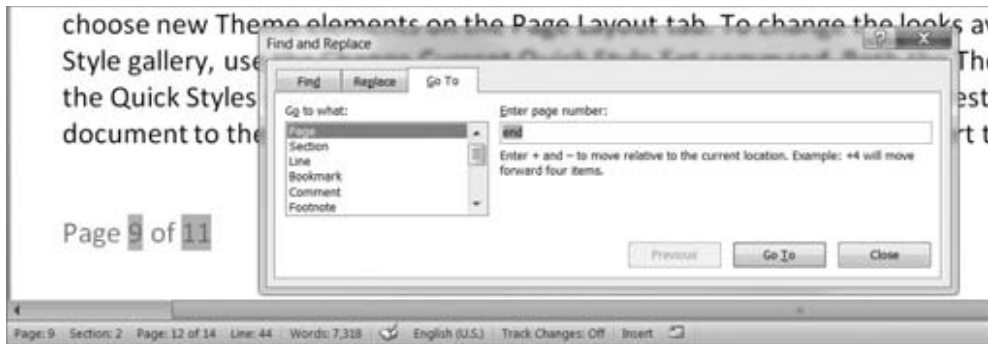 choose new Theme elements on the Page Layout tab. To change the looks av
Find and Replace
Style gallery, use
the Quick Styles
document to the
Find Replace Go To
Go to what:
Page
Section
Line
Bookmark
Comment
Footnote
Enter page number:
end
Enter + and – to move relative to the current location. Example: +4 will move
forward four items.
Previous Go To Close
Page 9 of 11
Page: 9 Section: 2 Page: 12 of 14 Line: 44 Words: 7,318 English (U.S.) Track Changes: Off Insert